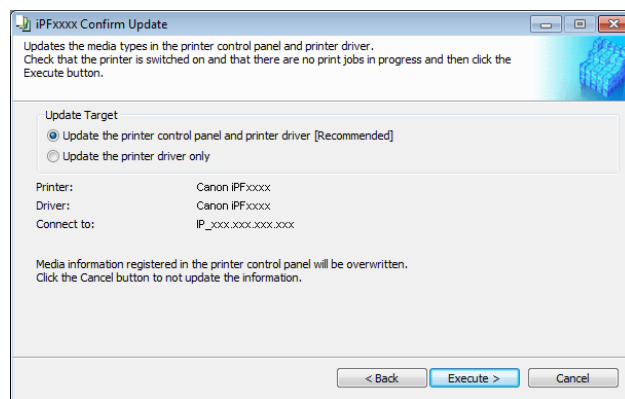 iPFxxxx Confirm Update
Updates the media types in the printer control panel and printer driver.
Check that the printer is switched on and that there are no print jobs in progress and then click the
Execute button.
Update Target
Update the printer control panel and printer driver [Recommended]
Update the printer driver only
Printer: Canon iPFxxxx
Driver: Canon iPFxxxx
Connect to: IP_xxx.xxx.xxx.xxx
Media information registered in the printer control panel will be overwritten.
Click the Cancel button to not update the information.
< Back Execute > Cancel